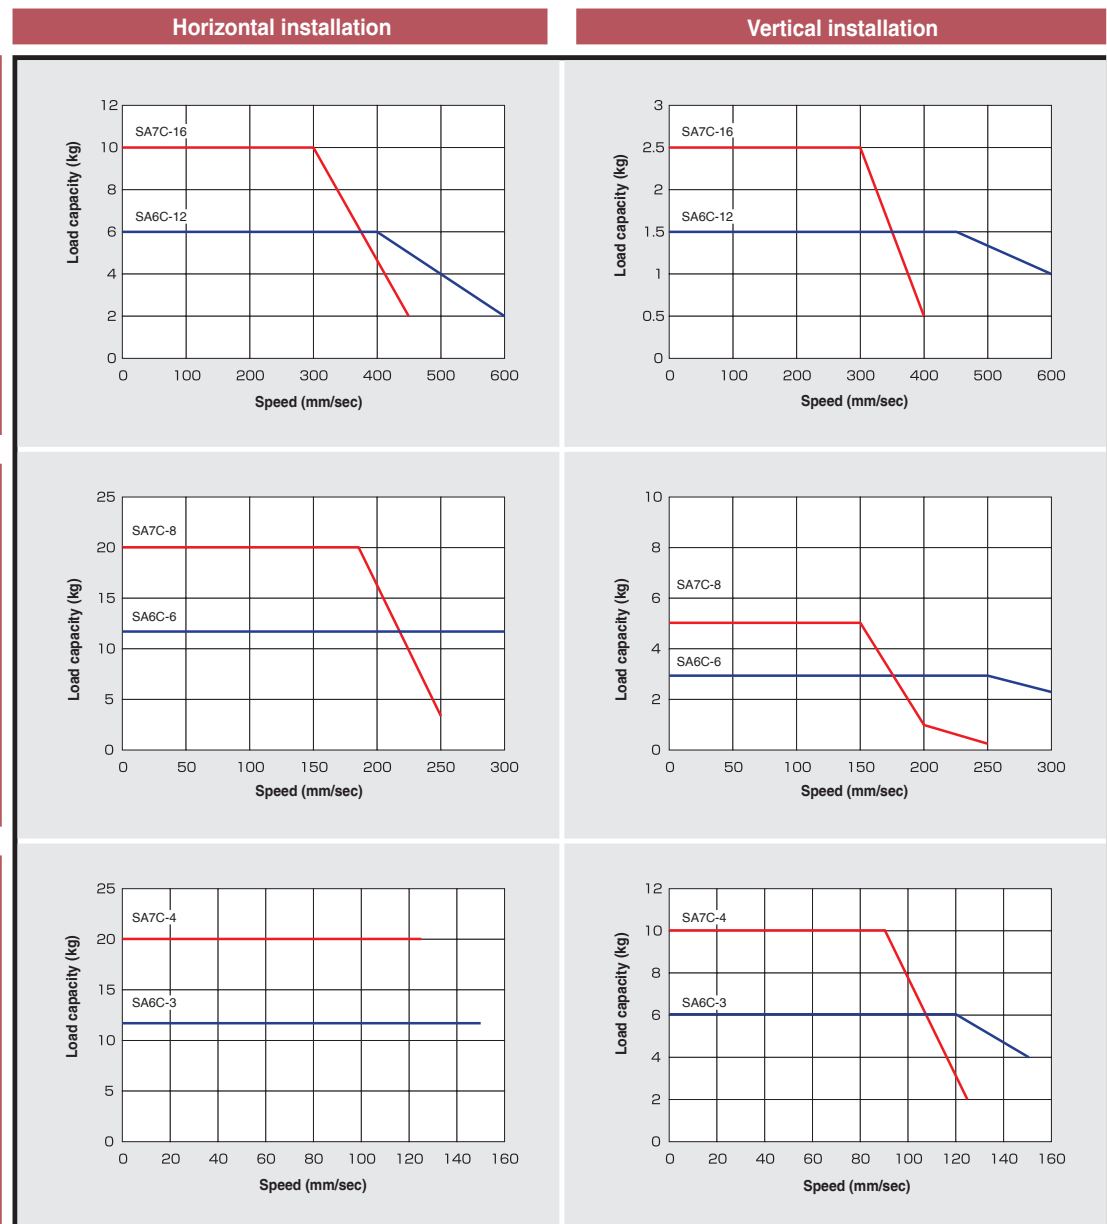 Horizontal installation
Vertical installation
Load capacity (kg)
12
10
8
6
4
2
0
SA7C-16
SA6C-12
0 100 200 300 400 500 600
Speed (mm/sec)
Load capacity (kg)
3
2.5
2
1.5
1
0.5
0
SA7C-16
SA6C-12
0 100 200 300 400 500 600
Speed (mm/sec)
Load capacity (kg)
25
20
15
10
5
0
SA7C-8
SA6C-6
0 50 100 150 200 250 300
Speed (mm/sec)
Load capacity (kg)
10
8
6
4
2
0
SA7C-8
SA6C-6
0 50 100 150 200 250 300
Speed (mm/sec)
Load capacity (kg)
25
20
15
10
5
0
SA7C-4
SA6C-3
0 20 40 60 80 100 120 140 160
Speed (mm/sec)
Load capacity (kg)
12
10
8
6
4
2
0
SA7C-4
SA6C-3
0 20 40 60 80 100 120 140 160
Speed (mm/sec)